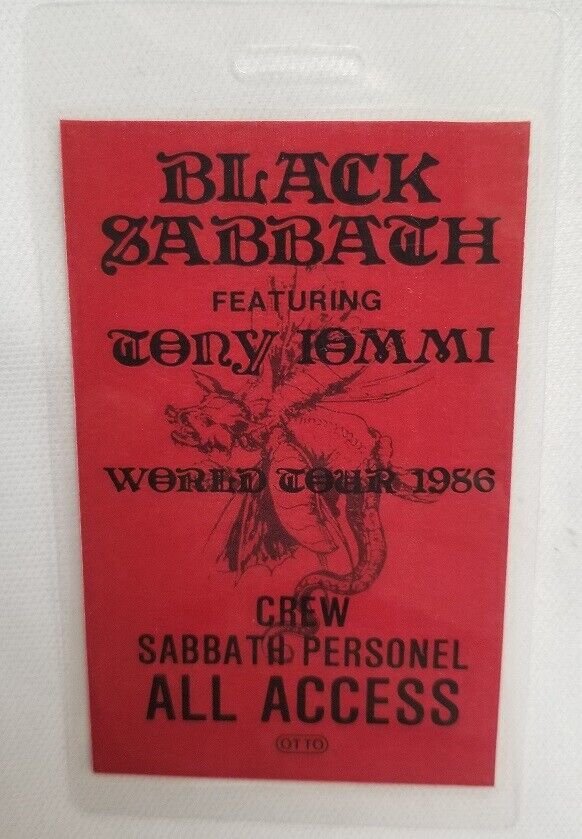 BLACK
SABBATH
FEATURING
TONY IOMMI
WORLD TOUR 1986
CREW
SABBATH PERSONEL
ALL ACCESS
OTTO